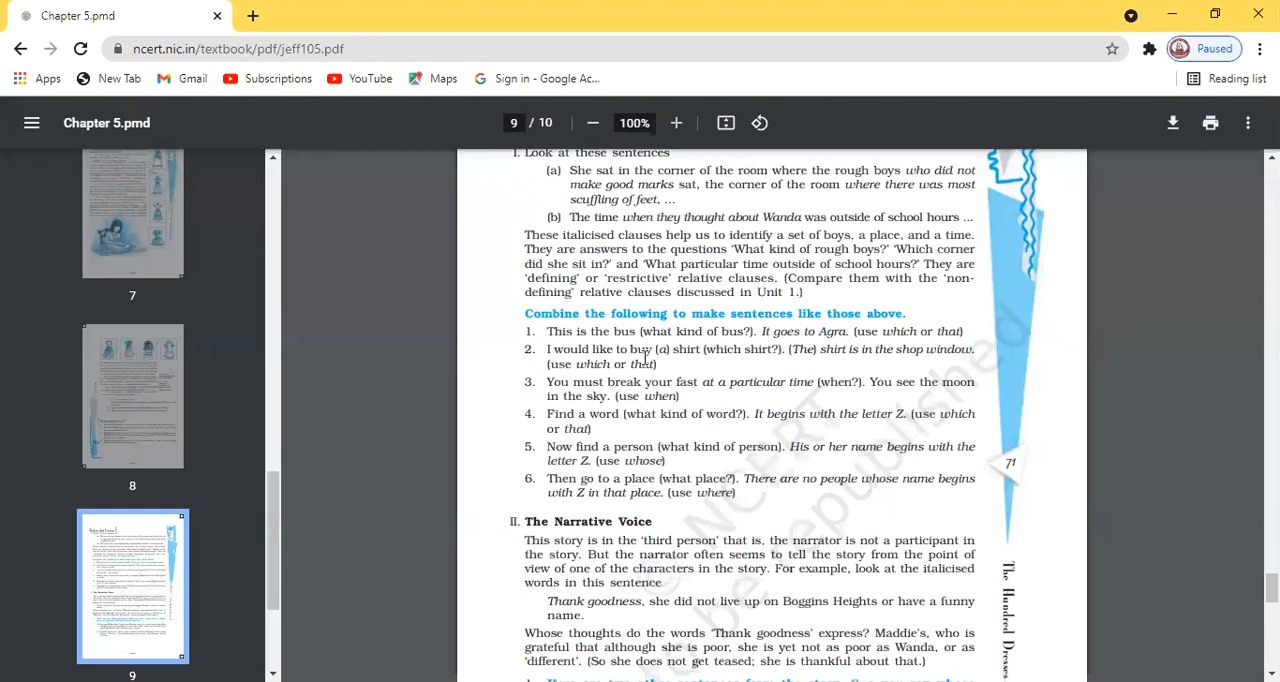 Chapter 5.pmd
Paused
ncert.nic.in/textbook/pdf/jeff105.pdf
Apps New Tab Gmail Subscriptions YouTube Maps Sign in - Google Ac... Reading list
Chapter 5.pmd 9 / 10 100%
I. Look at these sentences
(a) She sat in the corner of the room where the rough boys who did not
make good marks sat, the corner of the room where there was most
scuffling of feet, ...
(b) The time when they thought about Wanda was outside of school hours ...
These italicised clauses help us to identify a set of boys, a place, and a time.
They are answers to the questions 'What kind of rough boys?' 'Which corner
did she sit in?' and 'What particular time outside of school hours?' They are
'defining' or 'restrictive' relative clauses. (Compare them with the 'non-
defining' relative clauses discussed in Unit 1.)
Combine the following to make sentences like those above.
1. This is the bus (what kind of bus?). It goes to Agra. (use which or that)
2. I would like to buy (a) shirt (which shirt?). (The) shirt is in the shop window.
(use which or that)
3. You must break your fast at a particular time (when?). You see the moon
in the sky. (use when)
4. Find a word (what kind of word?). It begins with the letter Z. (use which
or that)
5. Now find a person (what kind of person). His or her name begins with the
letter Z. (use whose)
6. Then go to a place (what place?). There are no people whose name begins
with Z in that place. (use where)
II. The Narrative Voice
This story is in the 'third person' that is, the narrator is not a participant in
the story. But the narrator often seems to tell the story from the point of
view of one of the characters in the story. For example, look at the italicised
words in this sentence
Thank goodness, she did not live up on Boggins Heights or have a funny
name.
Whose thoughts do the words 'Thank goodness' express? Maddie's, who is
grateful that although she is poor, she is yet not as poor as Wanda, or as
'different'. (So she does not get teased; she is thankful about that.)
71
The Hundred Dresses
7
8
9